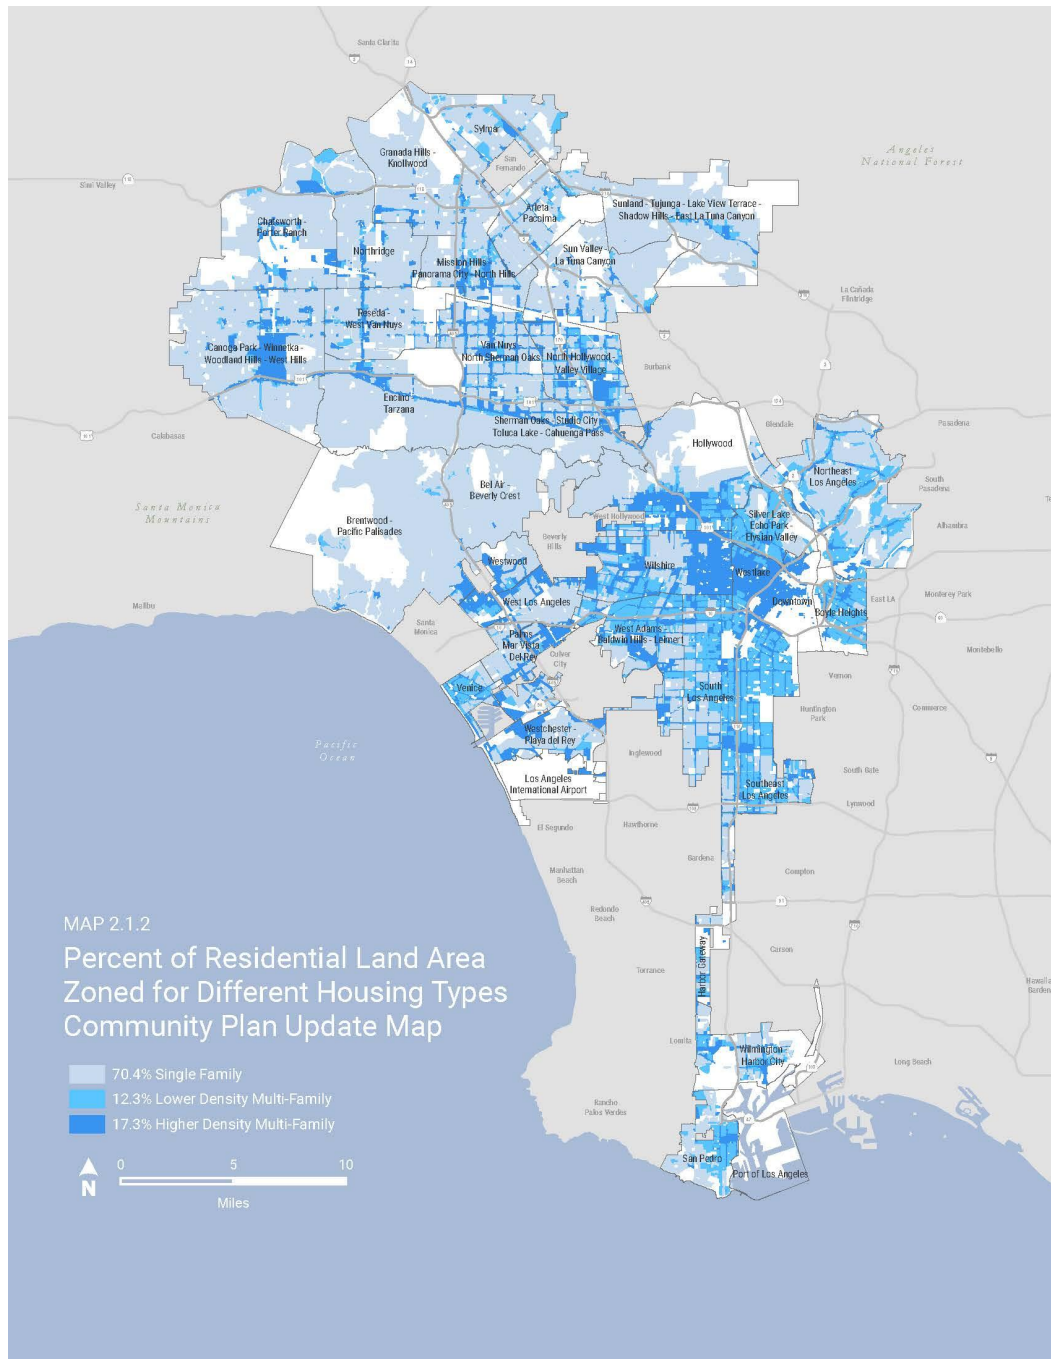 Santa Clarita
5
14
Sylmar
Granada Hills -
Knollwood
San
Fernando
Angeles
National Forest
Simi Valley
118
118
Arleta -
Pacoima
Sunland - Tujunga - Lake View Terrace -
Shadow Hills - East La Tuna Canyon
Chatsworth -
Porter Ranch
Northridge
Mission Hills -
Panorama City - North Hills
Sun Valley -
La Tuna Canyon
La Cañada
Flintridge
Reseda -
West Van Nuys
Canoga Park - Winnetka -
Woodland Hills - West Hills
Van Nuys -
North Sherman Oaks
North Hollywood -
Valley Village
Burbank
101
Encino
Tarzana
Sherman Oaks - Studio City -
Toluca Lake - Cahuenga Pass
Calabasas
Glendale
Pasadena
Hollywood
Northeast
Los Angeles
South
Pasadena
Bel Air -
Beverly Crest
Santa Monica
Mountains
Brentwood -
Pacific Palisades
West Hollywood
Silver Lake -
Echo Park -
Elysian Valley
Alhambra
Beverly
Hills
Westwood
Wilshire
Westlake
West Los Angeles
Downtown
Boyle Heights
East LA
Monterey Park
Malibu
Santa
Monica
Palms -
Mar Vista -
Del Rey
Culver
City
West Adams -
Baldwin Hills - Leimert
Montebello
Venice
South
Los Angeles
Vernon
Huntington
Park
Commerce
Westchester -
Playa del Rey
Pacific
Ocean
Inglewood
Los Angeles
International Airport
Southeast
Los Angeles
South Gate
Lynwood
El Segundo
Hawthorne
Gardena
Compton
Manhattan
Beach
Redondo
Beach
Torrance
Harbor Gateway
Carson
Lomita
Wilmington
Harbor City
Long Beach
Rancho
Palos Verdes
San Pedro
Port of Los Angeles
MAP 2.1.2
Percent of Residential Land Area
Zoned for Different Housing Types
Community Plan Update Map
70.4% Single Family
12.3% Lower Density Multi-Family
17.3% Higher Density Multi-Family
N
0 5 10
Miles